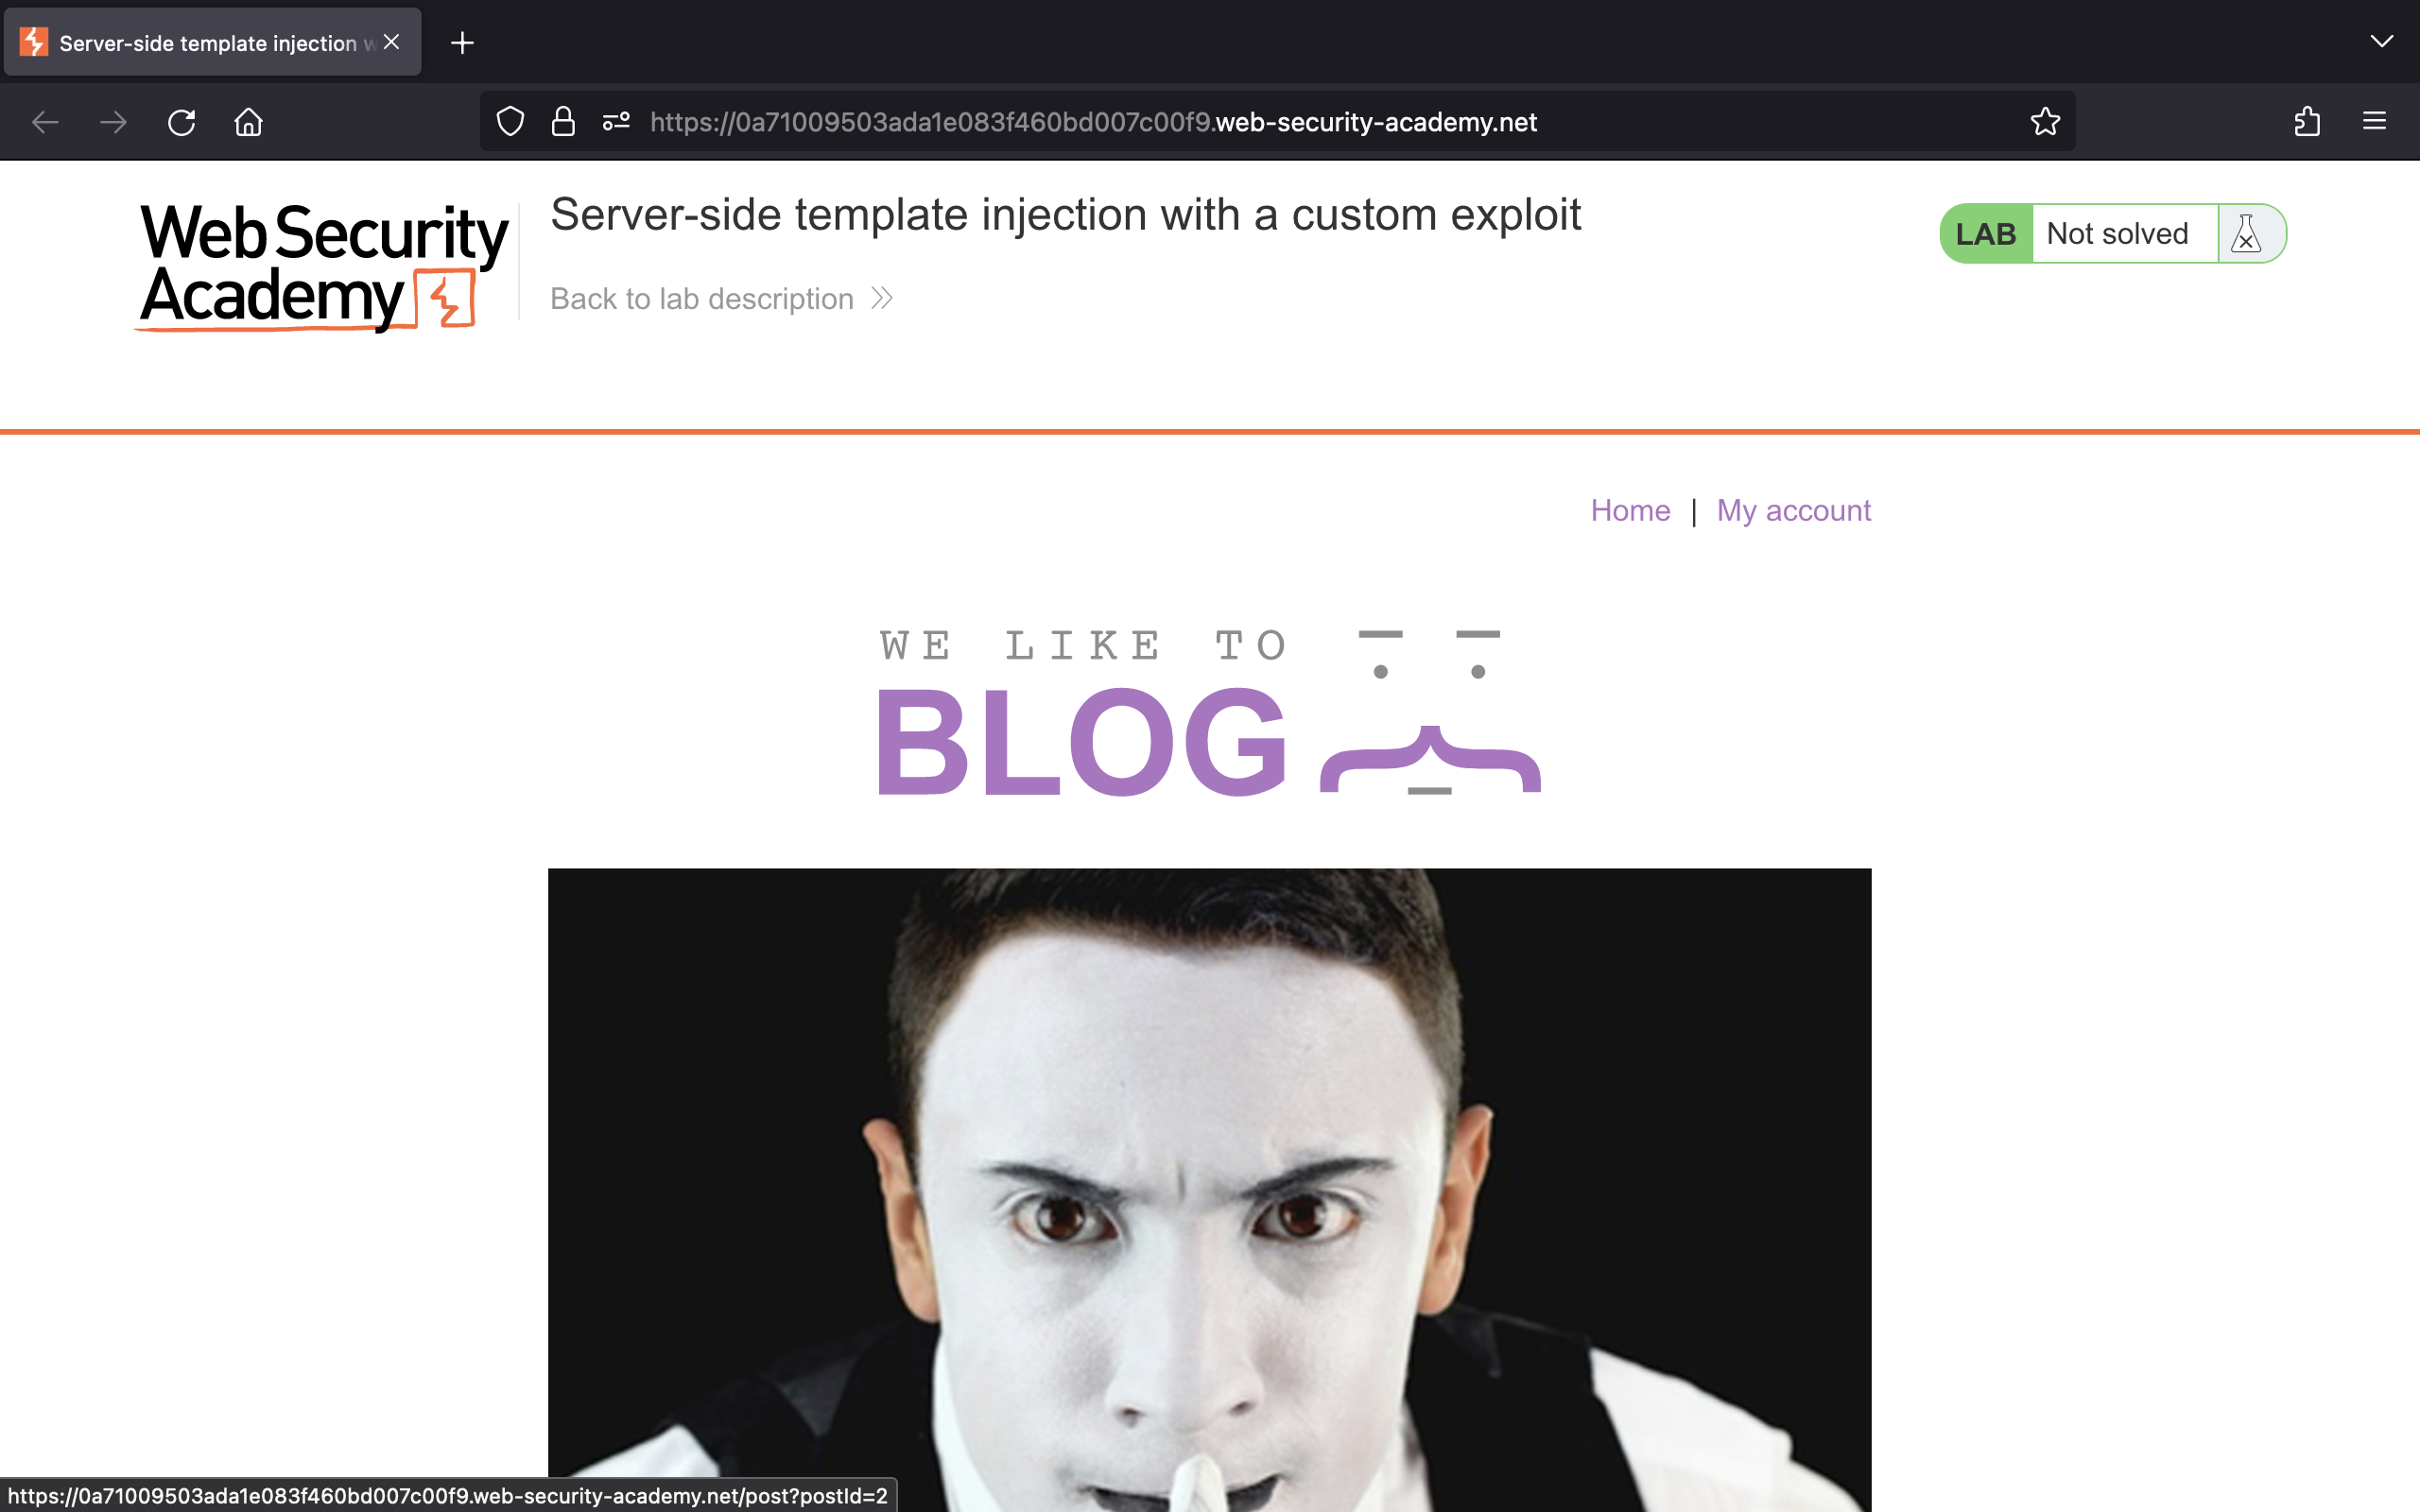 Server-side template injection w
https://0a71009503ada1e083f460bd007c00f9.web-security-academy.net
Web Security
Academy
Server-side template injection with a custom exploit
Back to lab description
LAB Not solved
Home | My account
WE LIKE TO
BLOG
https://0a71009503ada1e083f460bd007c00f9.web-security-academy.net/post?postId=2